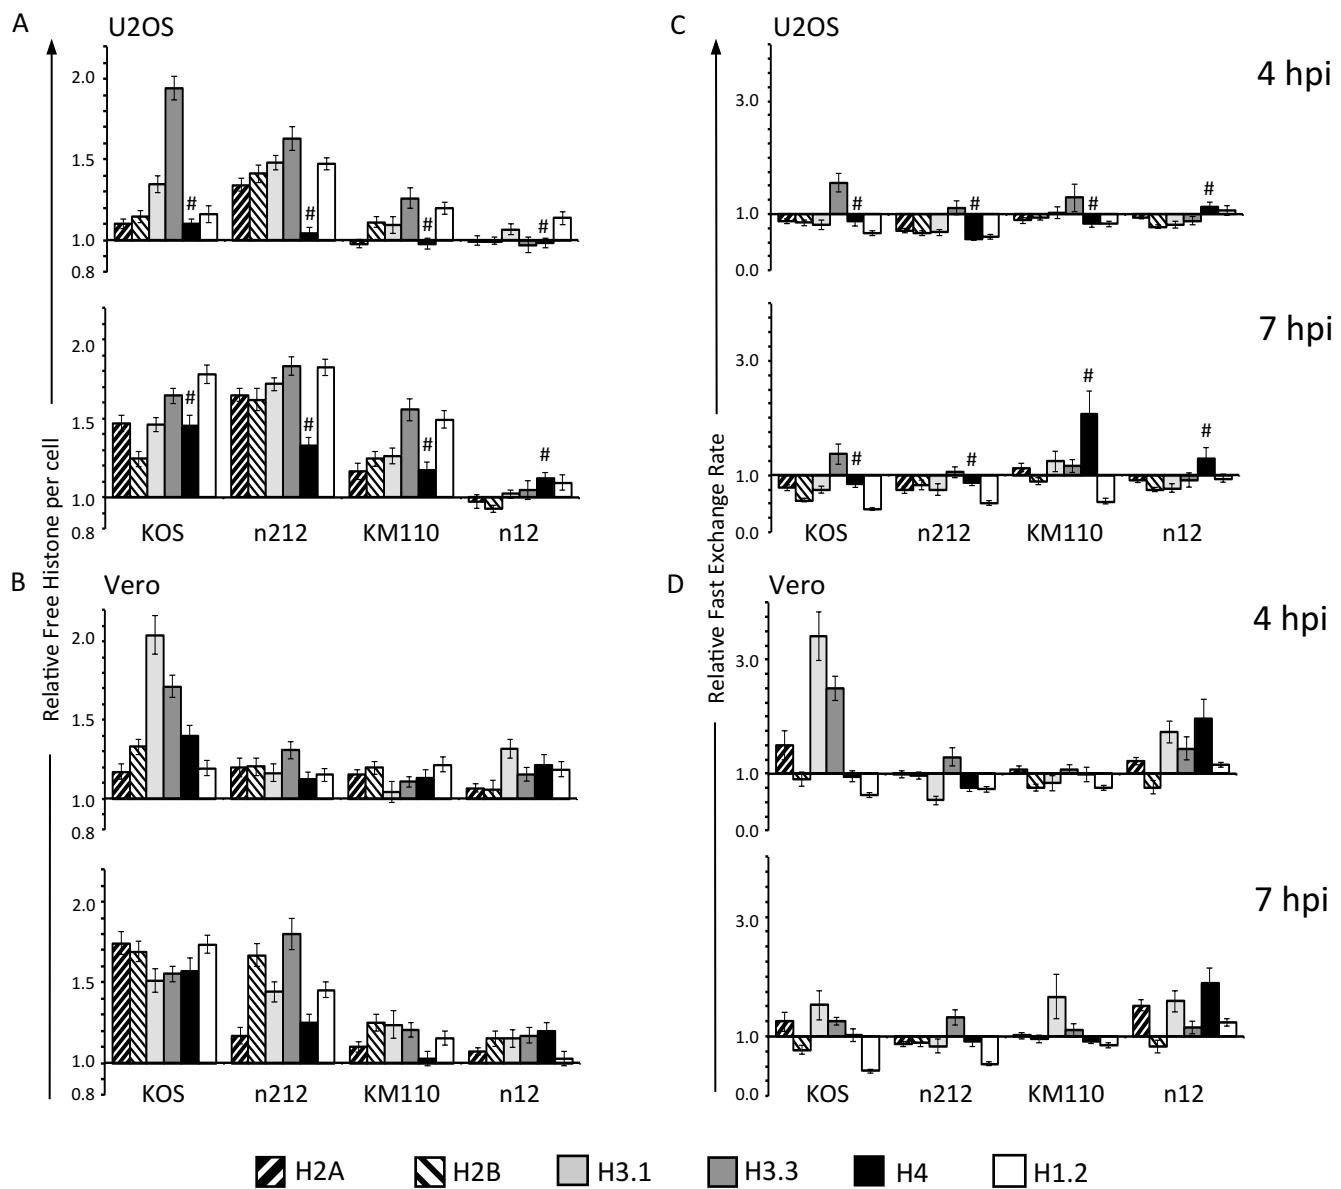 A
U2OS
2.0
1.5
1.0
0.8
# # # #
2.0
1.5
1.0
0.8
# # # #
KOS n212 KM110 n12
B
Vero
2.0
1.5
1.0
0.8
2.0
1.5
1.0
0.8
KOS n212 KM110 n12
Relative Free Histone per cell
C
U2OS
4 hpi
3.0
1.0
0.0
# # # #
7 hpi
3.0
1.0
0.0
# # # #
KOS n212 KM110 n12
D
Vero
4 hpi
3.0
1.0
0.0
7 hpi
3.0
1.0
0.0
KOS n212 KM110 n12
Relative Fast Exchange Rate
H2A H2B H3.1 H3.3 H4 H1.2